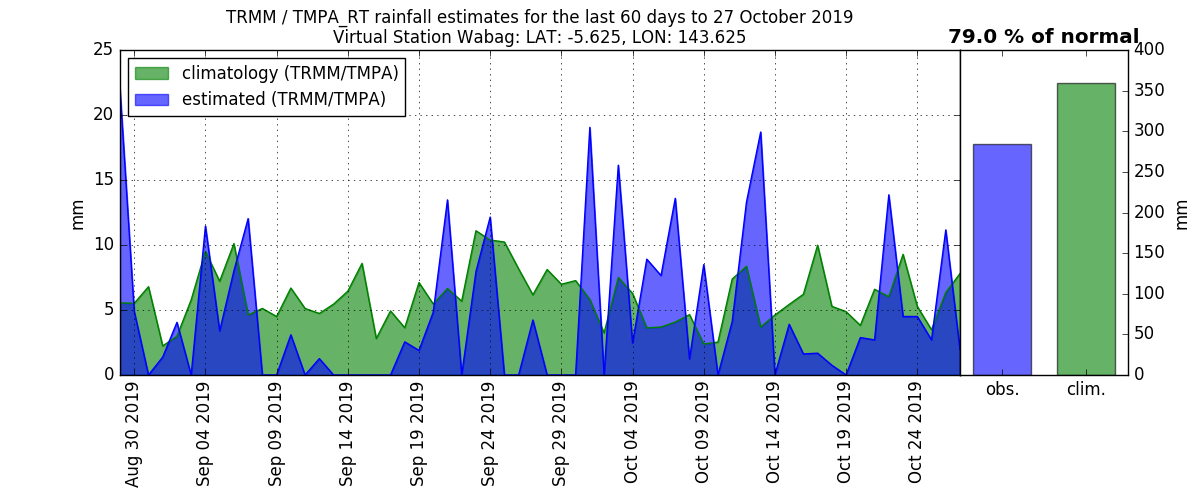 TRMM / TMPA_RT rainfall estimates for the last 60 days to 27 October 2019
Virtual Station Wabag: LAT: -5.625, LON: 143.625
79.0 % of normal
climatology (TRMM/TMPA)
estimated (TRMM/TMPA)
mm
25
20
15
10
5
0
Aug 30 2019
Sep 04 2019
Sep 09 2019
Sep 14 2019
Sep 19 2019
Sep 24 2019
Sep 29 2019
Oct 04 2019
Oct 09 2019
Oct 14 2019
Oct 19 2019
Oct 24 2019
400
350
300
250
200
150
100
50
0
mm
obs.
clim.